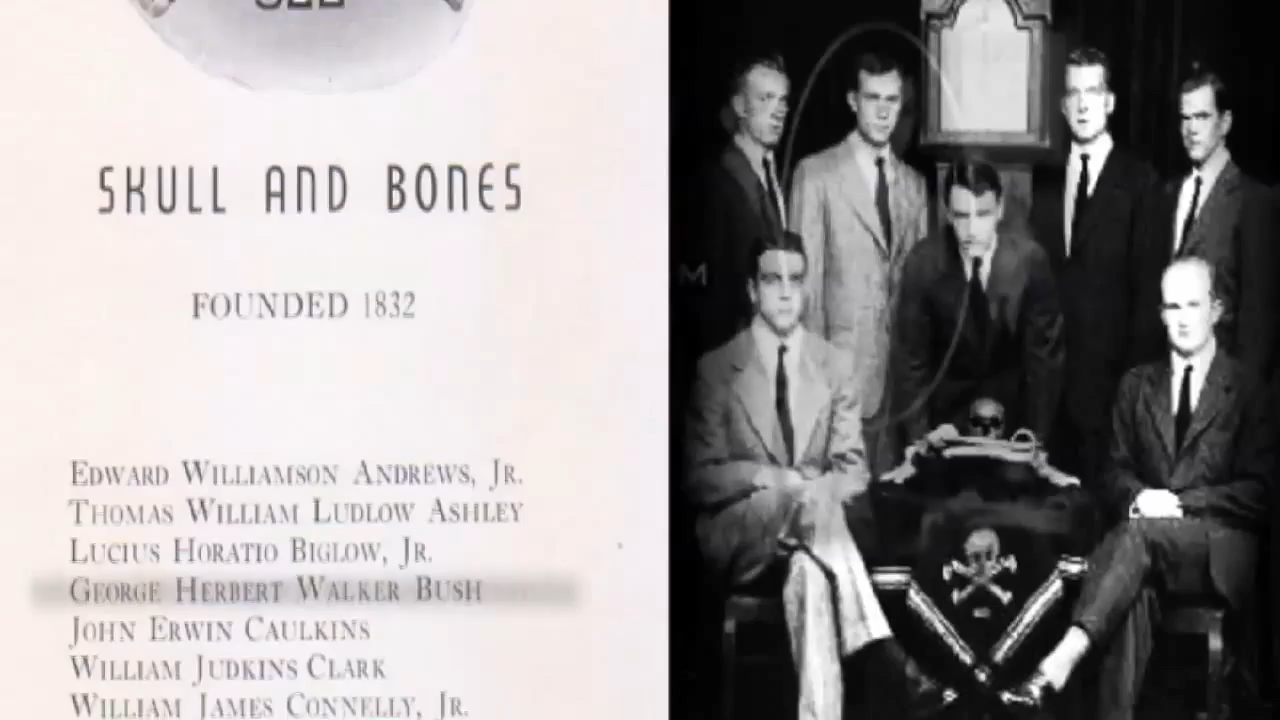 SKULL AND BONES
FOUNDED 1832
EDWARD WILLIAMSON ANDREWS, JR.
THOMAS WILLIAM LUDLOW ASHLEY
LUCIUS HORATIO BIGLOW, JR.
GEORGE HERBERT WALKER BUSH
JOHN ERWIN CAULKINS
WILLIAM JUDKINS CLARK
WILLIAM JAMES CONNELLY, JR.
M